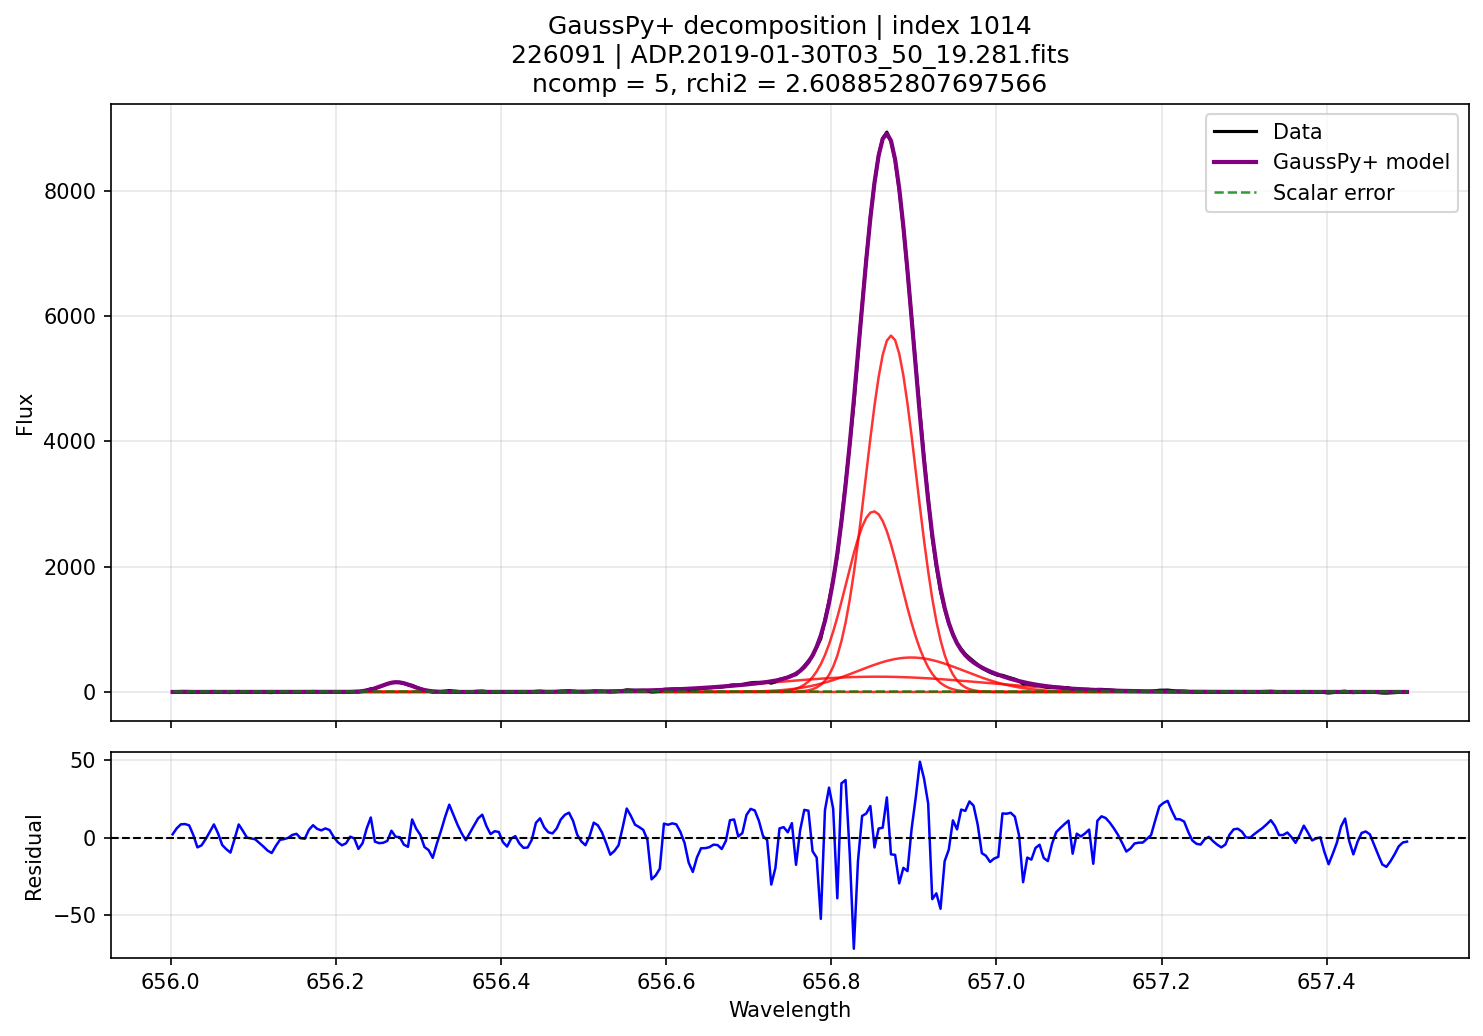 GaussPy+ decomposition | index 1014
226091 | ADP.2019-01-30T03_50_19.281.fits
ncomp = 5, rchi2 = 2.608852807697566
Data
GaussPy+ model
Scalar error
Flux
8000
6000
4000
2000
0
Residual
50
0
−50
656.0 656.2 656.4 656.6 656.8 657.0 657.2 657.4
Wavelength